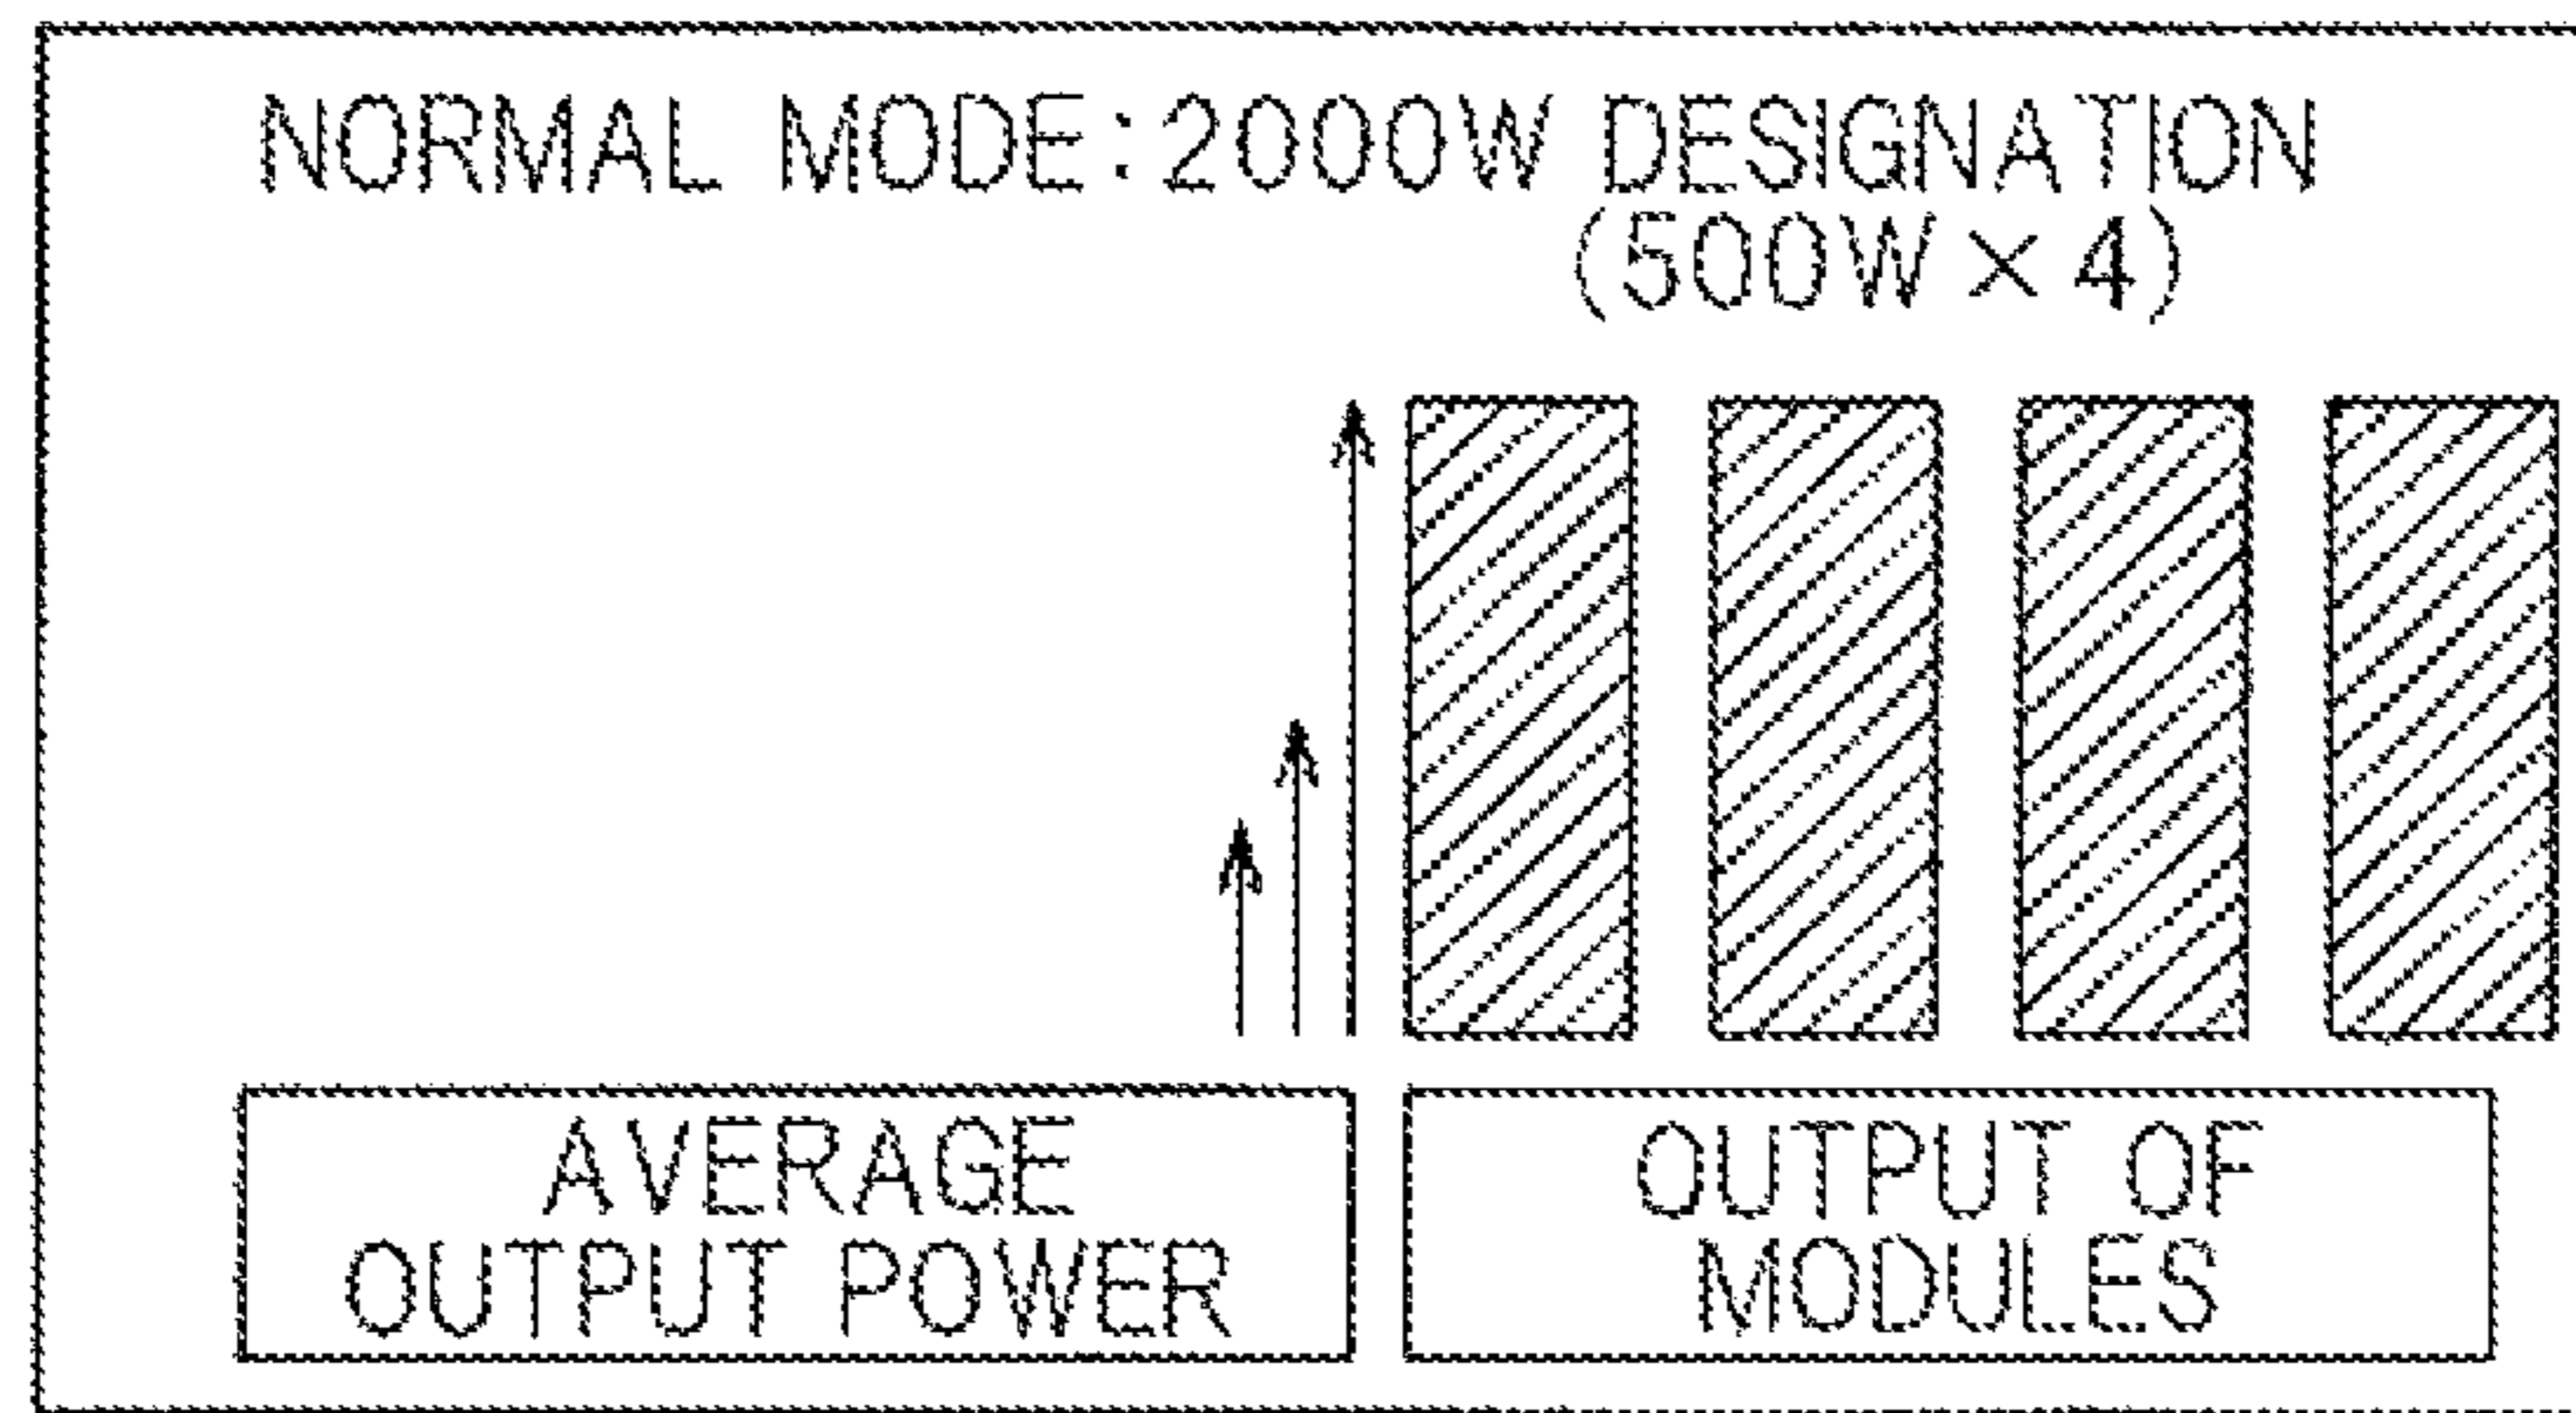 NORMAL MODE:2000W DESIGNATION
(500W×4)
AVERAGE
OUTPUT POWER
OUTPUT OF
MODULES